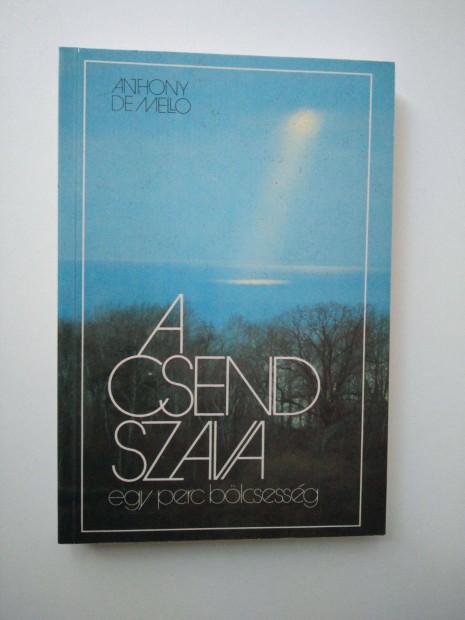 ANTHONY
DE MELLO
A
CSEND
SZAVA
egy perc bölcsesség